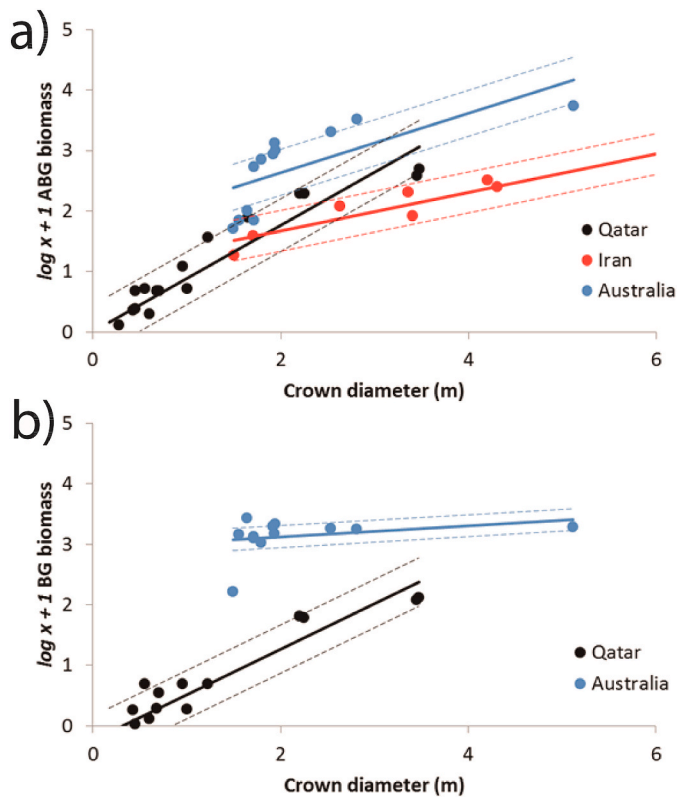 a)
5
4
3
2
1
0
log x + 1 ABG biomass
Qatar
Iran
Australia
0 2 4 6
Crown diameter (m)
b)
5
4
3
2
1
0
log x + 1 BG biomass
Qatar
Australia
0 2 4 6
Crown diameter (m)